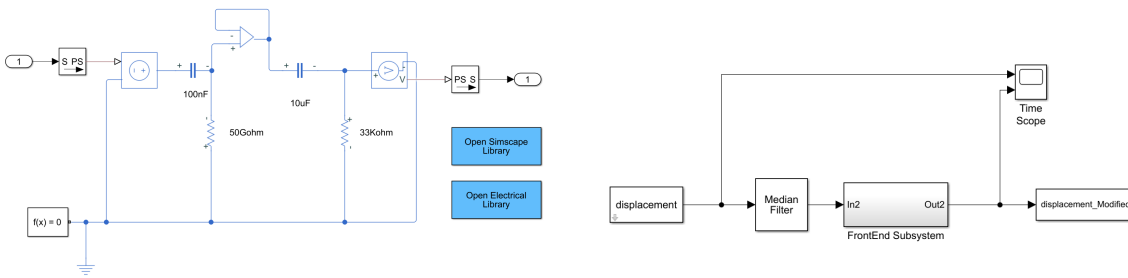 1
S PS
100nF
50Gohm
10uF
33Kohm
V
PS S
1
Open Simscape
Library
Open Electrical
Library
f(x) = 0
displacement
Median
Filter
In2
Out2
FrontEnd Subsystem
Time
Scope
displacement_Modified